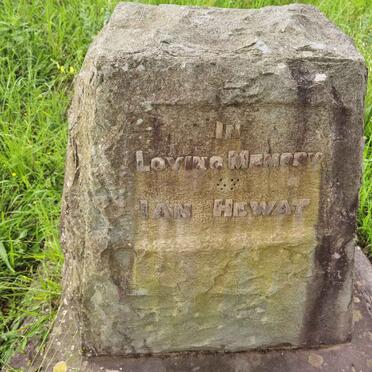 IN
LOVING MEMORY
IAN HEWAT